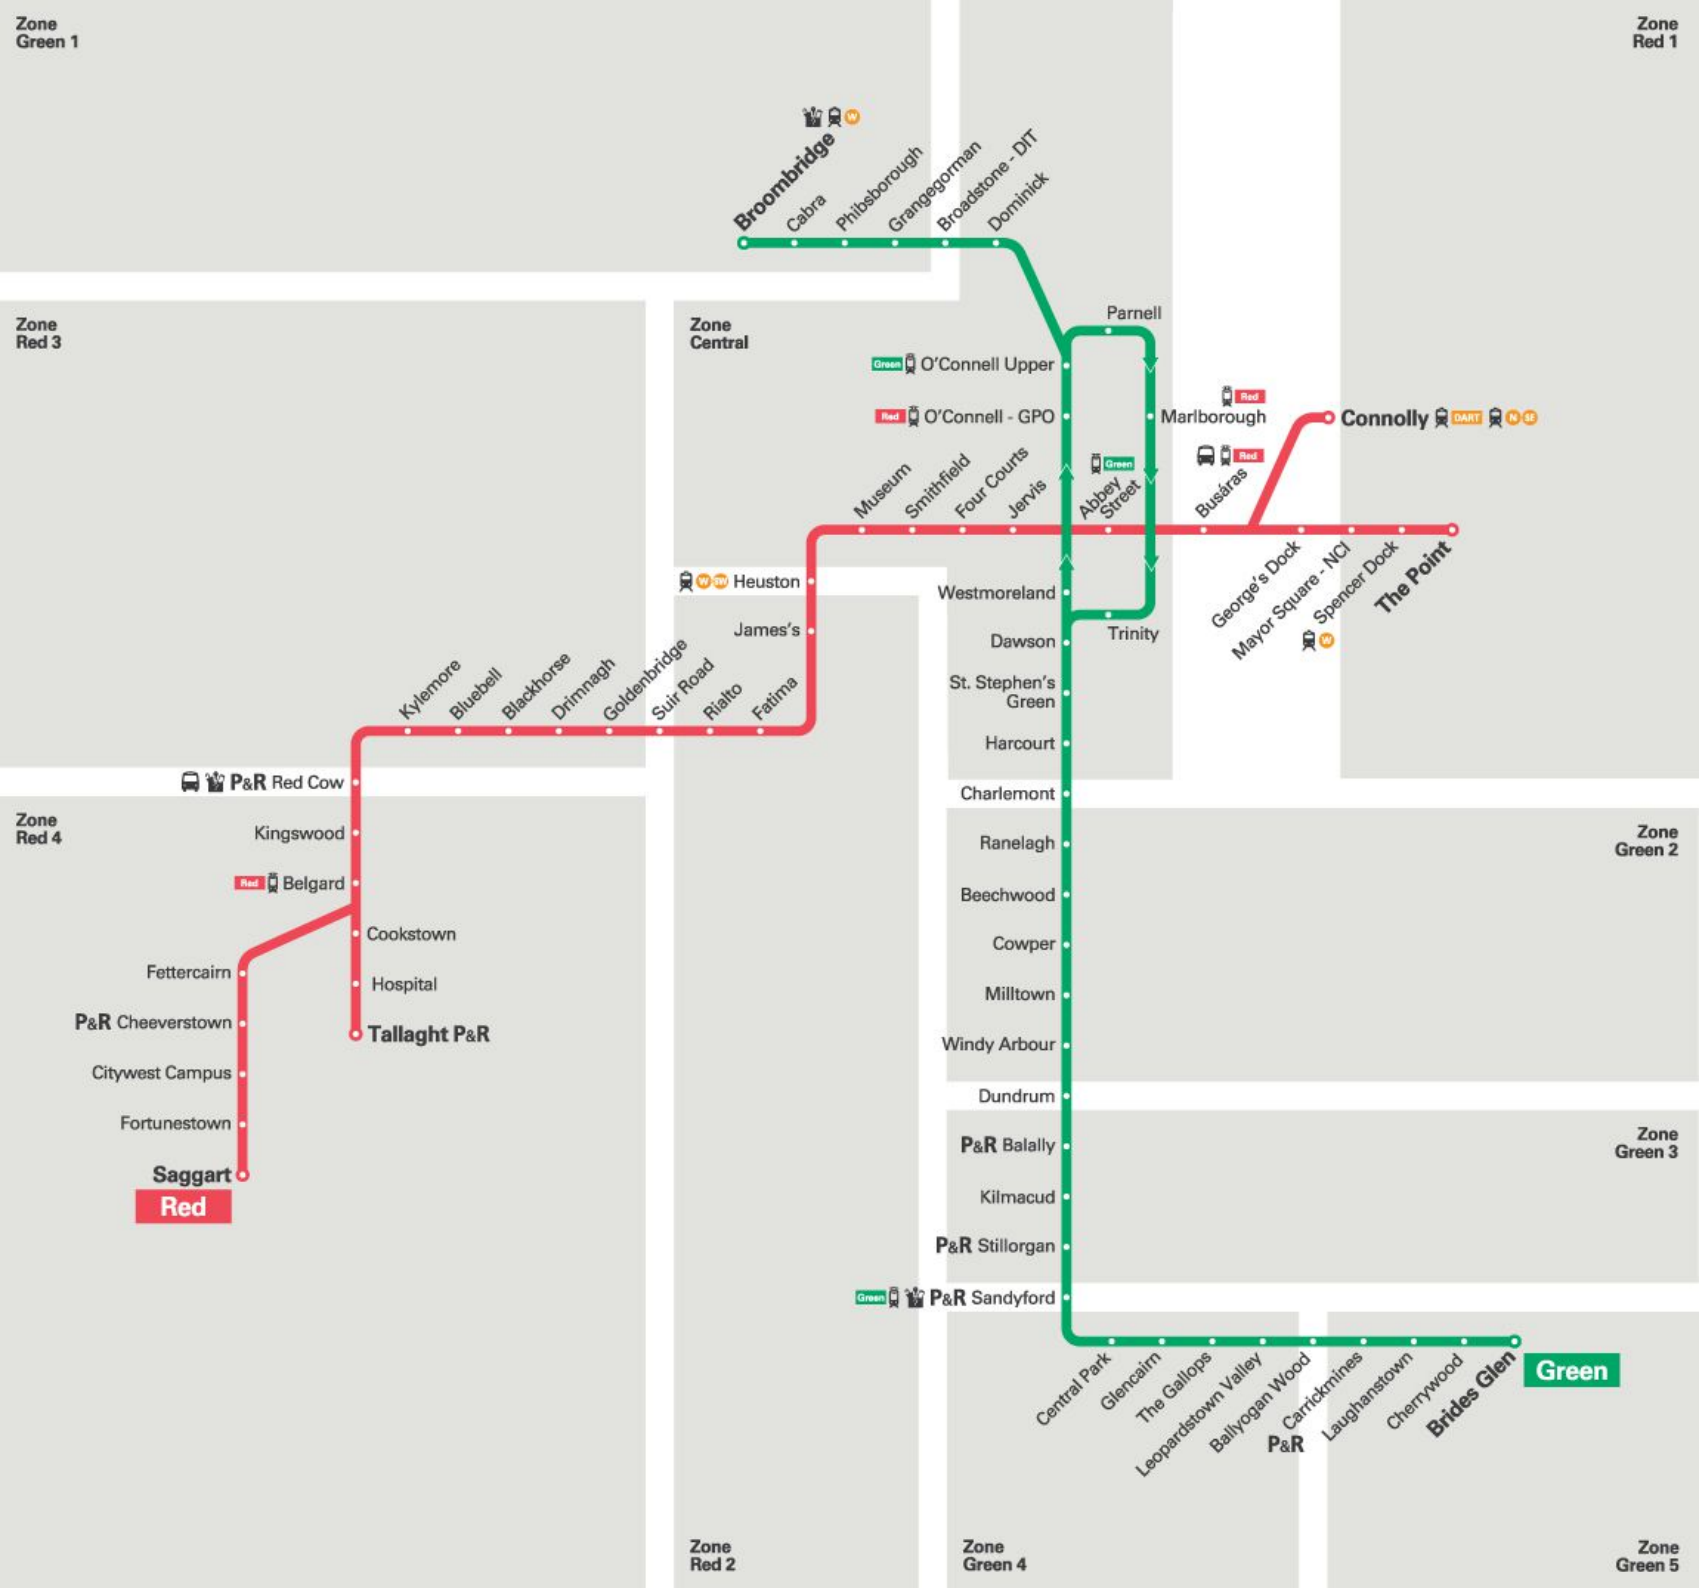 Zone
Green 1
Zone
Red 1
W
Broombridge
Cabra
Phibsborough
Grangegorman
Broadstone - DIT
Dominick
Zone
Red 3
Zone
Central
Parnell
Green O'Connell Upper
Red O'Connell - GPO
Red
Marlborough
Connolly DART N SE
Red
Busáras
Green
Abbey
Street
Museum
Smithfield
Four Courts
Jervis
W SW Heuston
James's
Westmoreland
Trinity
Dawson
St. Stephen's
Green
Harcourt
Charlemont
George's Dock
Mayor Square - NCI
Spencer Dock
W
The Point
Kylemore
Bluebell
Blackhorse
Drimnagh
Goldenbridge
Suir Road
Rialto
Fatima
P&R Red Cow
Zone
Red 4
Kingswood
Red Belgard
Cookstown
Hospital
Tallaght P&R
Fettercairn
P&R Cheeverstown
Citywest Campus
Fortunestown
Saggart
Red
Zone
Green 2
Ranelagh
Beechwood
Cowper
Milltown
Windy Arbour
Dundrum
Zone
Green 3
P&R Balally
Kilmacud
P&R Stillorgan
Green P&R Sandyford
Central Park
Glencairn
The Gallops
Leopardstown Valley
Ballyogan Wood
Carrickmines
P&R
Laughanstown
Cherrywood
Brides Glen
Green
Zone
Red 2
Zone
Green 4
Zone
Green 5